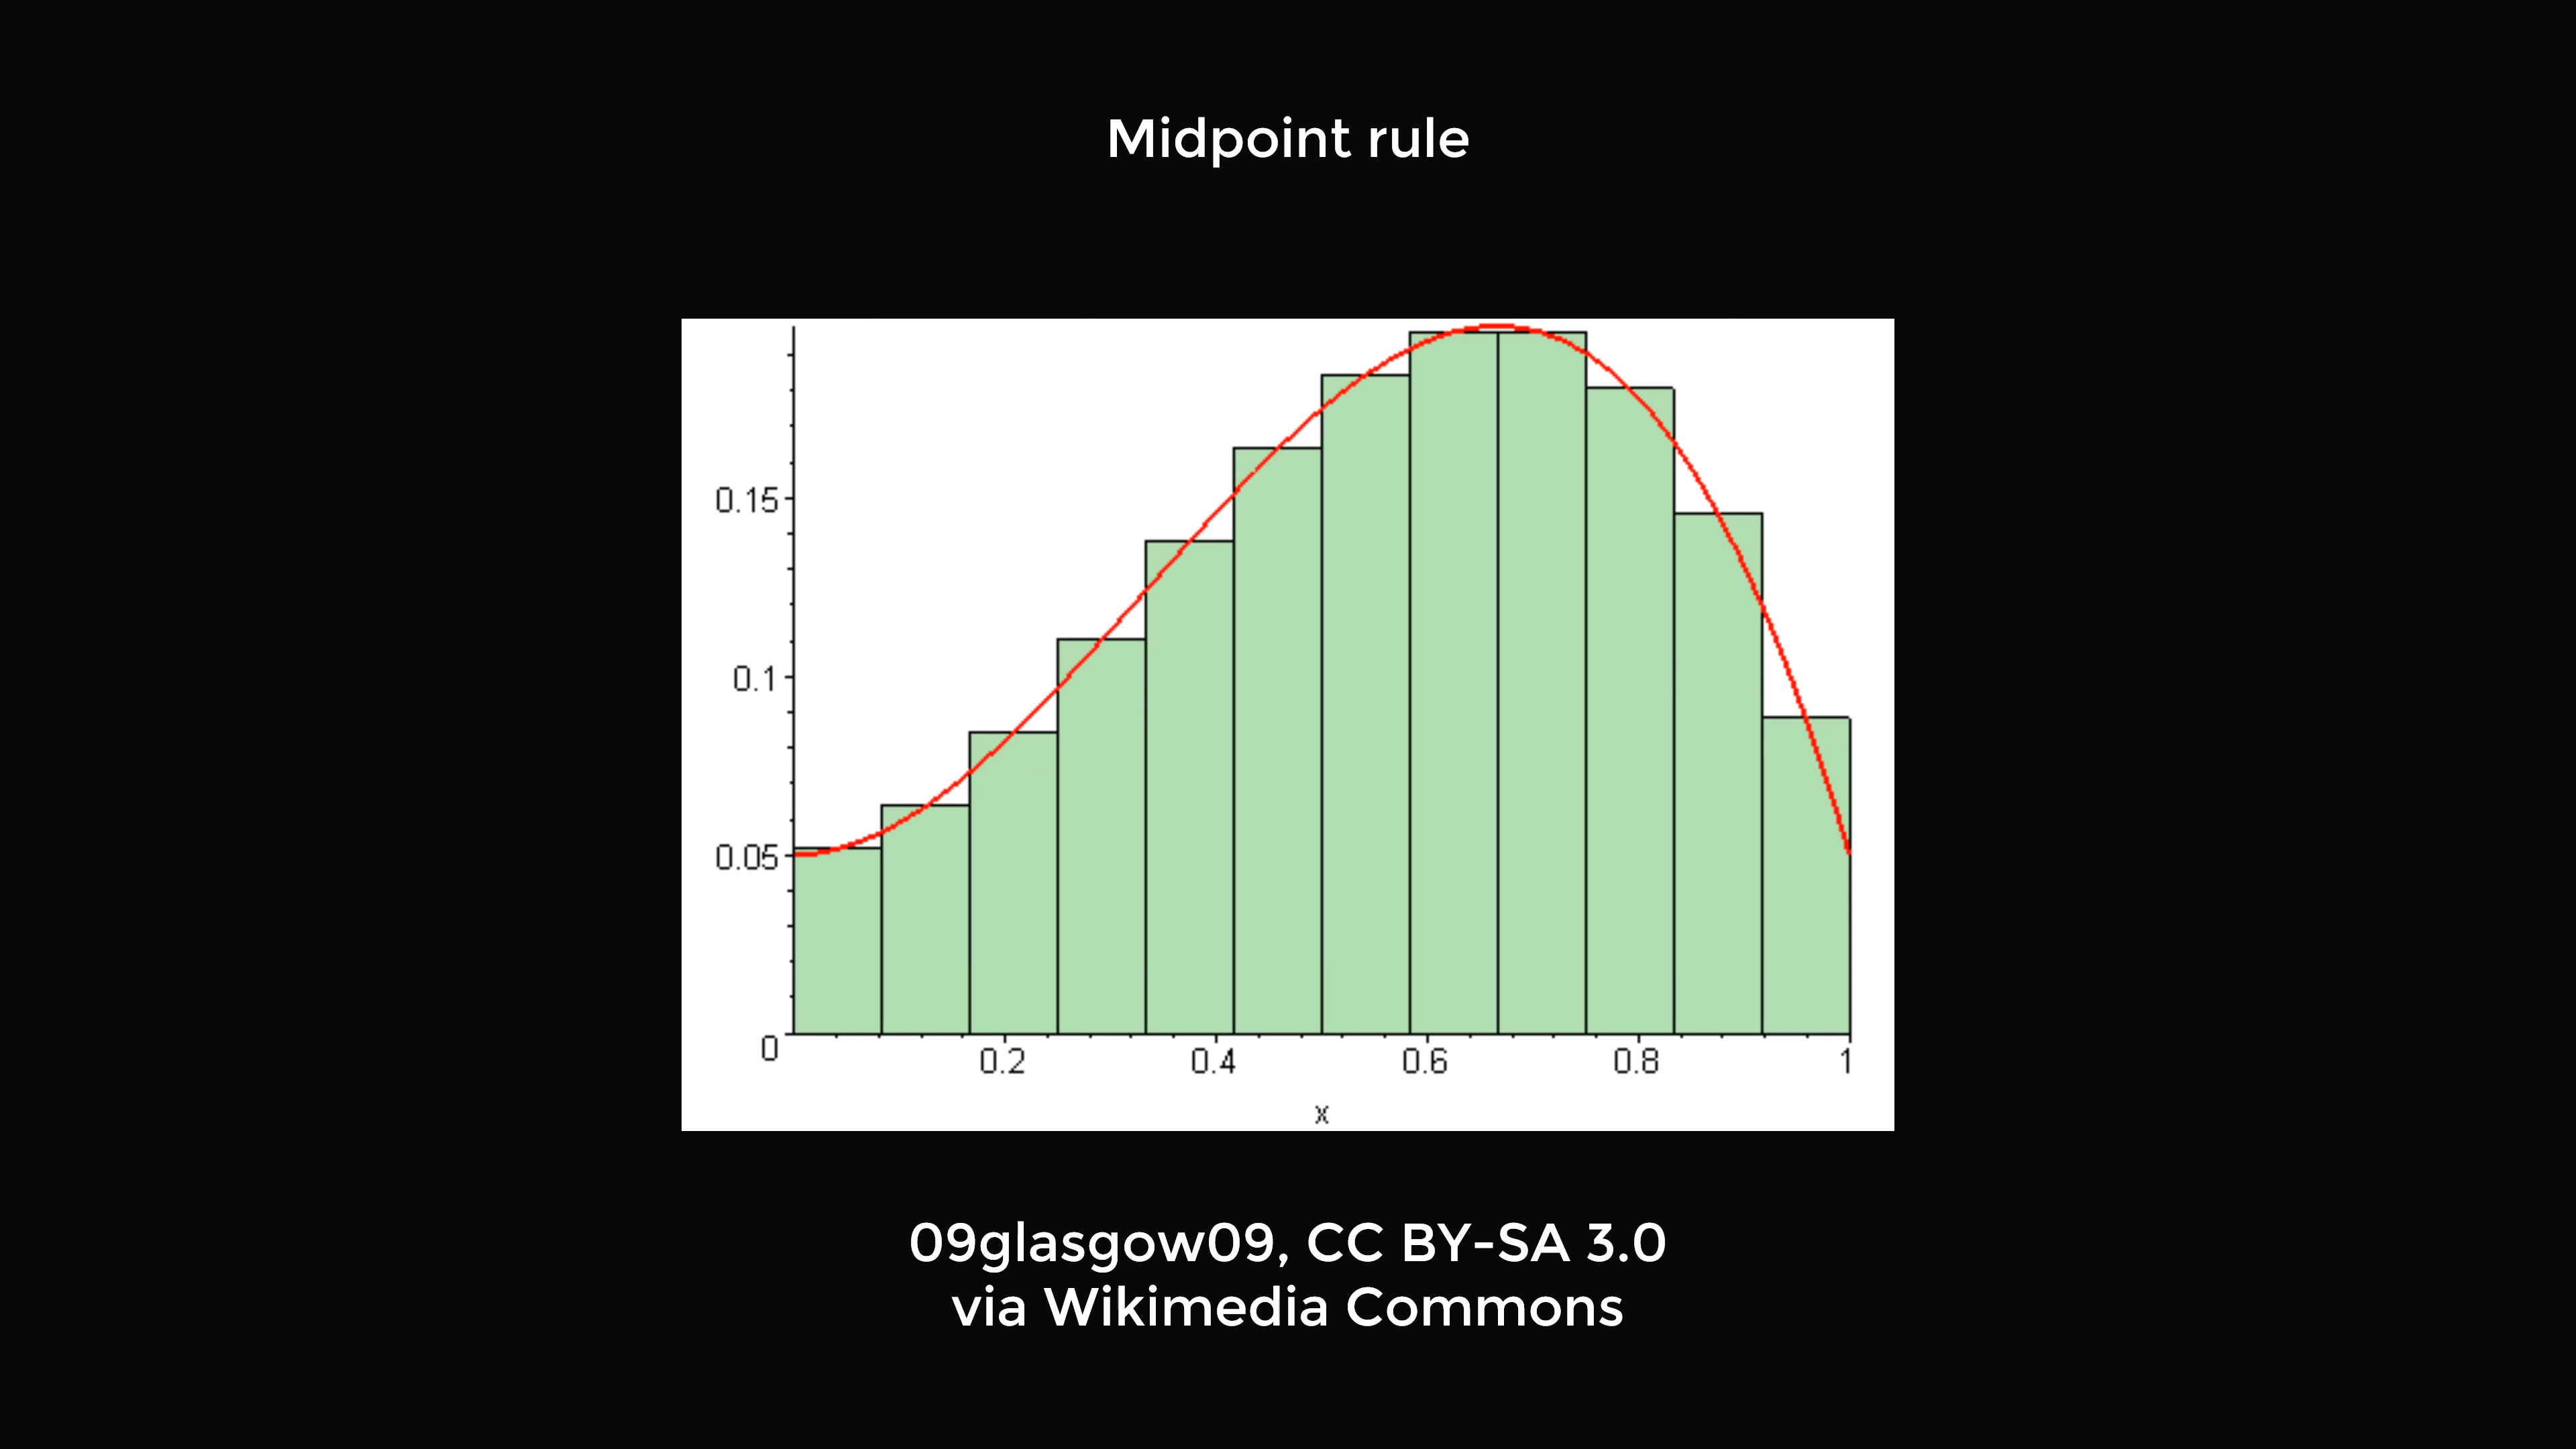 Midpoint rule
0.15
0.1
0.05
0
0.2 0.4 0.6 0.8 1
x
09glasgow09, CC BY-SA 3.0
via Wikimedia Commons